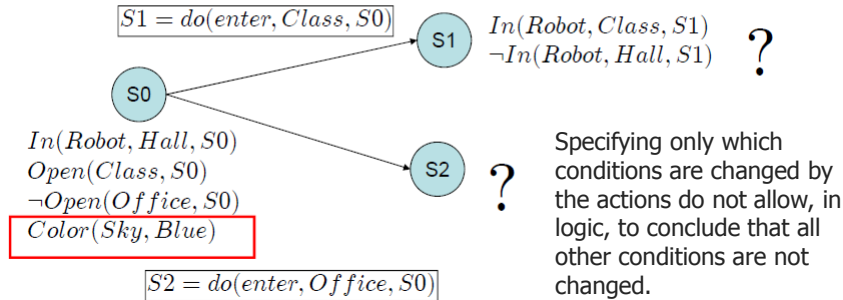 S1 = do(enter, Class, S0)
S1
In(Robot, Class, S1)
¬In(Robot, Hall, S1)
?
S0
In(Robot, Hall, S0)
Open(Class, S0)
¬Open(Office, S0)
Color(Sky, Blue)
S2
?
Specifying only which
conditions are changed by
the actions do not allow, in
logic, to conclude that all
other conditions are not
changed.
S2 = do(enter, Office, S0)